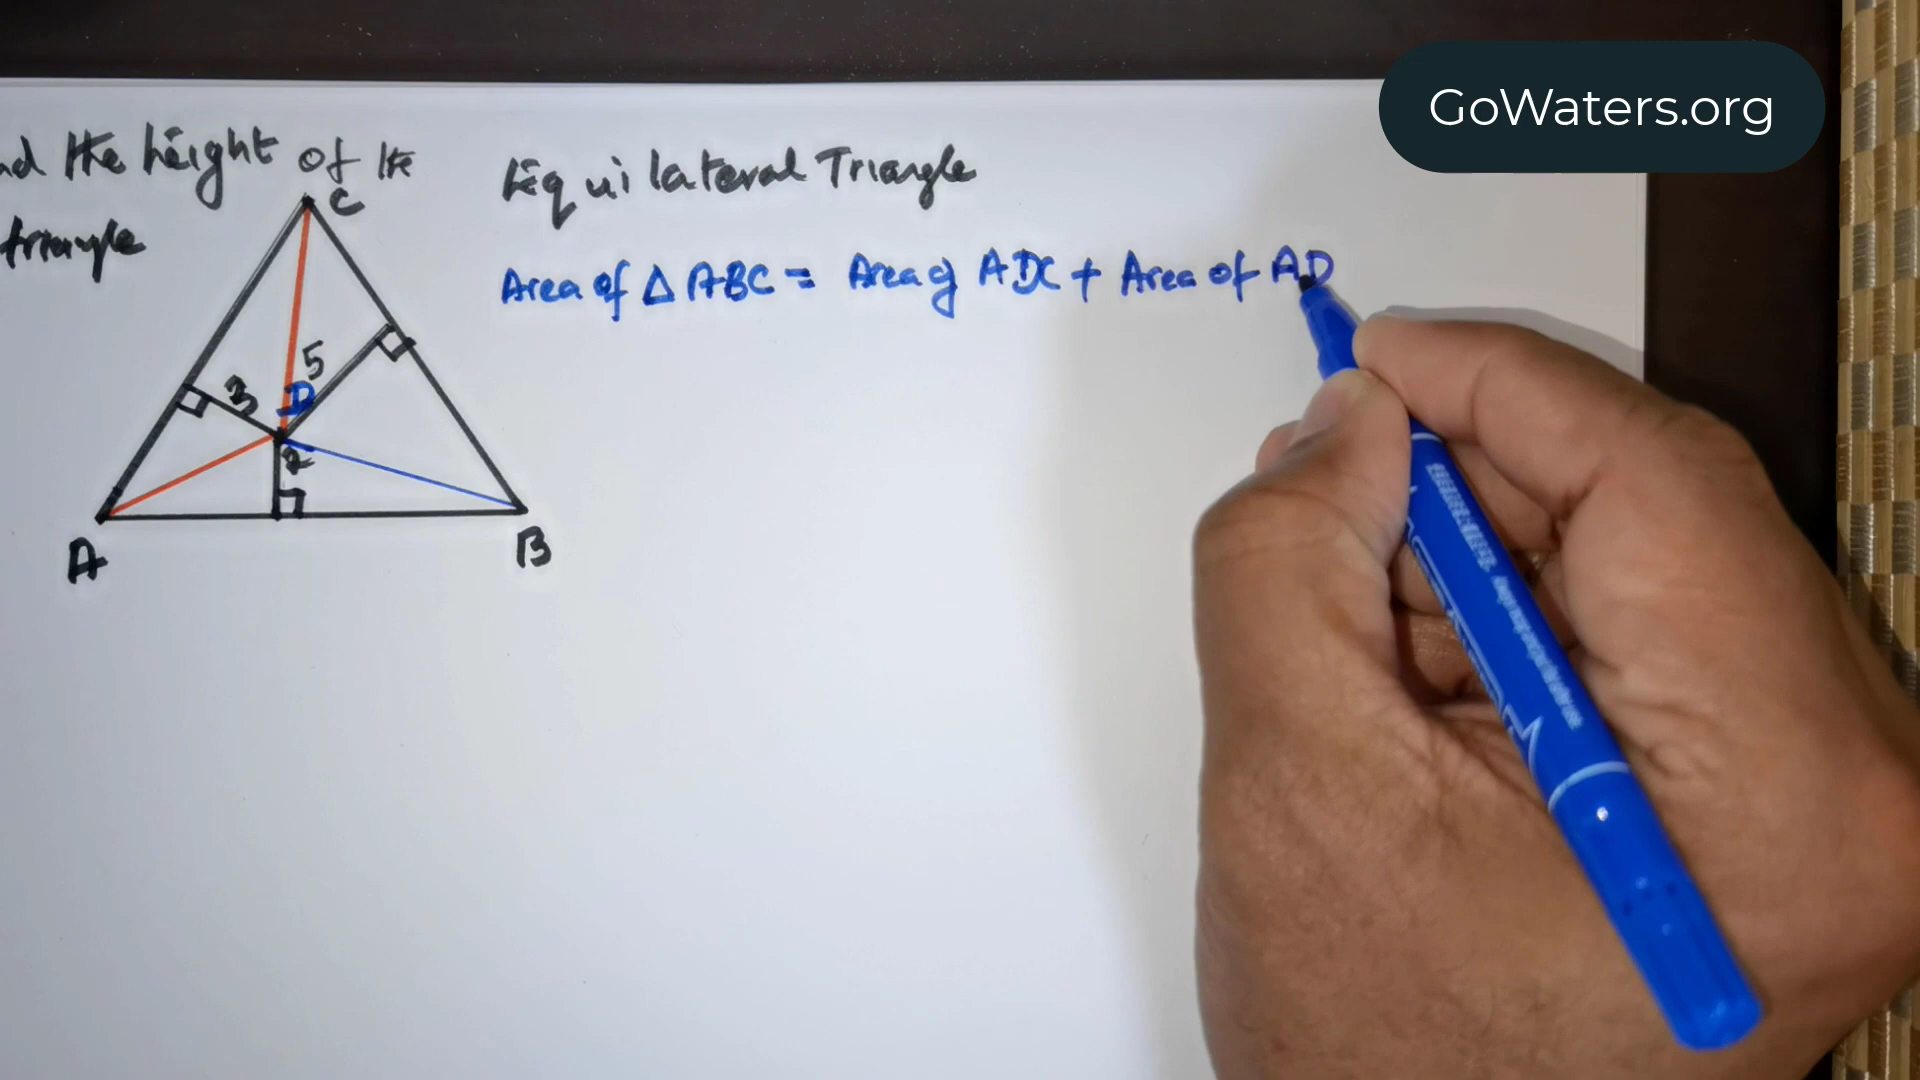 GoWaters.org
nd the height of the
triangle
Equilateral Triangle
Area of Δ ABC = Area of ADC + Area of AD
C
5
3
D
2
A
B